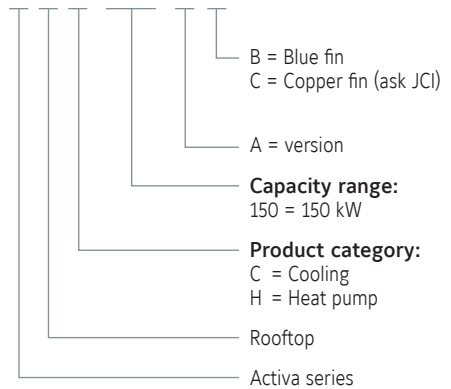 B = Blue fin
C = Copper fin (ask JCI)
A = version
Capacity range:
150 = 150 kW
Product category:
C = Cooling
H = Heat pump
Rooftop
Activa series